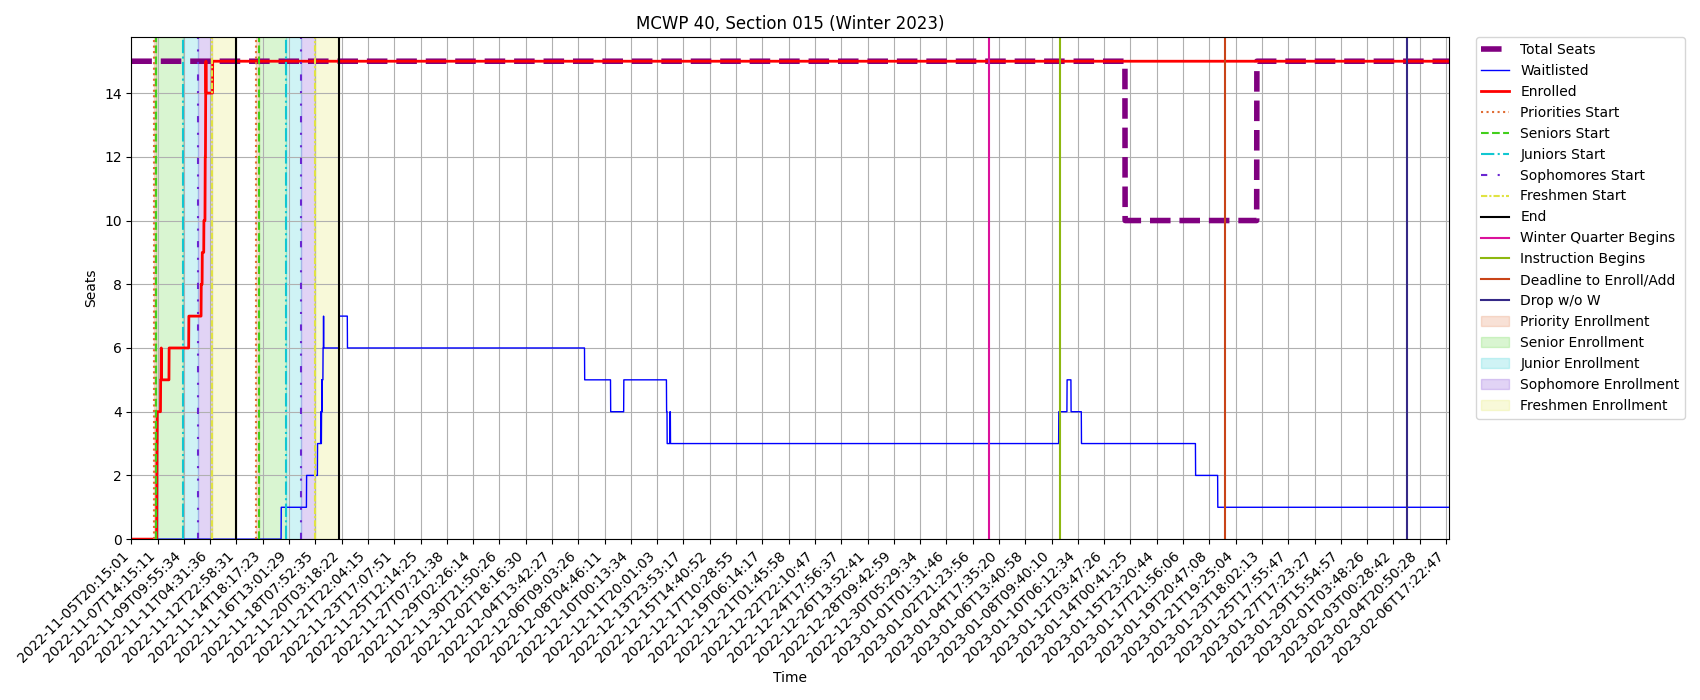 MCWP 40, Section 015 (Winter 2023)
Seats
14
12
10
8
6
4
2
0
2022-11-05T20:15:01
2022-11-07T14:15:11
2022-11-09T09:55:34
2022-11-11T04:31:36
2022-11-12T22:58:31
2022-11-14T18:17:23
2022-11-16T13:01:29
2022-11-18T07:52:35
2022-11-20T03:18:22
2022-11-21T22:04:15
2022-11-23T17:07:51
2022-11-25T12:14:25
2022-11-27T07:21:38
2022-11-29T02:26:14
2022-11-30T21:50:26
2022-12-02T18:16:30
2022-12-04T13:42:27
2022-12-06T09:03:26
2022-12-08T04:46:11
2022-12-10T00:13:34
2022-12-11T20:01:03
2022-12-13T23:53:17
2022-12-15T14:40:52
2022-12-17T10:28:55
2022-12-19T06:14:17
2022-12-21T01:45:58
2022-12-22T22:10:47
2022-12-24T17:56:37
2022-12-26T13:52:41
2022-12-28T09:42:59
2022-12-30T05:29:34
2023-01-01T01:31:46
2023-01-02T21:23:56
2023-01-04T17:35:20
2023-01-06T13:40:58
2023-01-08T09:40:10
2023-01-10T06:12:34
2023-01-12T03:47:26
2023-01-14T00:41:25
2023-01-15T23:20:44
2023-01-17T21:56:06
2023-01-19T20:47:08
2023-01-21T19:25:04
2023-01-23T18:02:13
2023-01-25T17:55:47
2023-01-27T17:23:27
2023-01-29T15:54:57
2023-02-01T03:48:26
2023-02-03T00:28:42
2023-02-04T20:50:28
2023-02-06T17:22:47
Time
Total Seats
Waitlisted
Enrolled
Priorities Start
Seniors Start
Juniors Start
Sophomores Start
Freshmen Start
End
Winter Quarter Begins
Instruction Begins
Deadline to Enroll/Add
Drop w/o W
Priority Enrollment
Senior Enrollment
Junior Enrollment
Sophomore Enrollment
Freshmen Enrollment